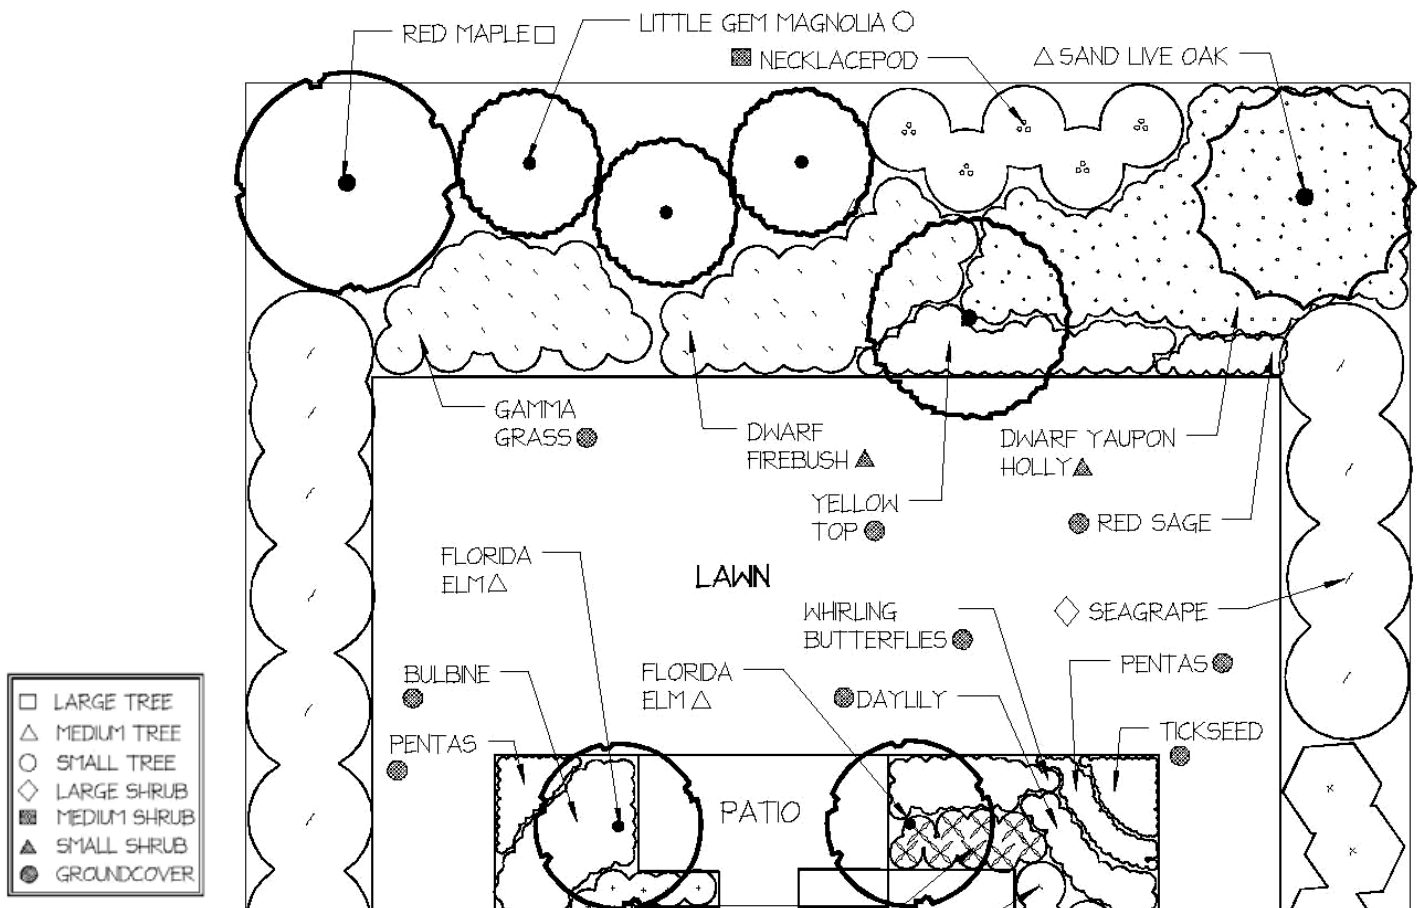 RED MAPLE
LITTLE GEM MAGNOLIA
NECKLACEPOD
SAND LIVE OAK
GAMMA
GRASS
DWARF
FIREBUSH
DWARF YAUPON
HOLLY
YELLOW
TOP
RED SAGE
FLORIDA
ELM
LAWN
WHIRLING
BUTTERFLIES
SEAGRAPE
BULBINE
FLORIDA
ELM
DAYLILY
PENTAS
PENTAS
TICKSEED
PATIO
LARGE TREE
MEDIUM TREE
SMALL TREE
LARGE SHRUB
MEDIUM SHRUB
SMALL SHRUB
GROUNDCOVER